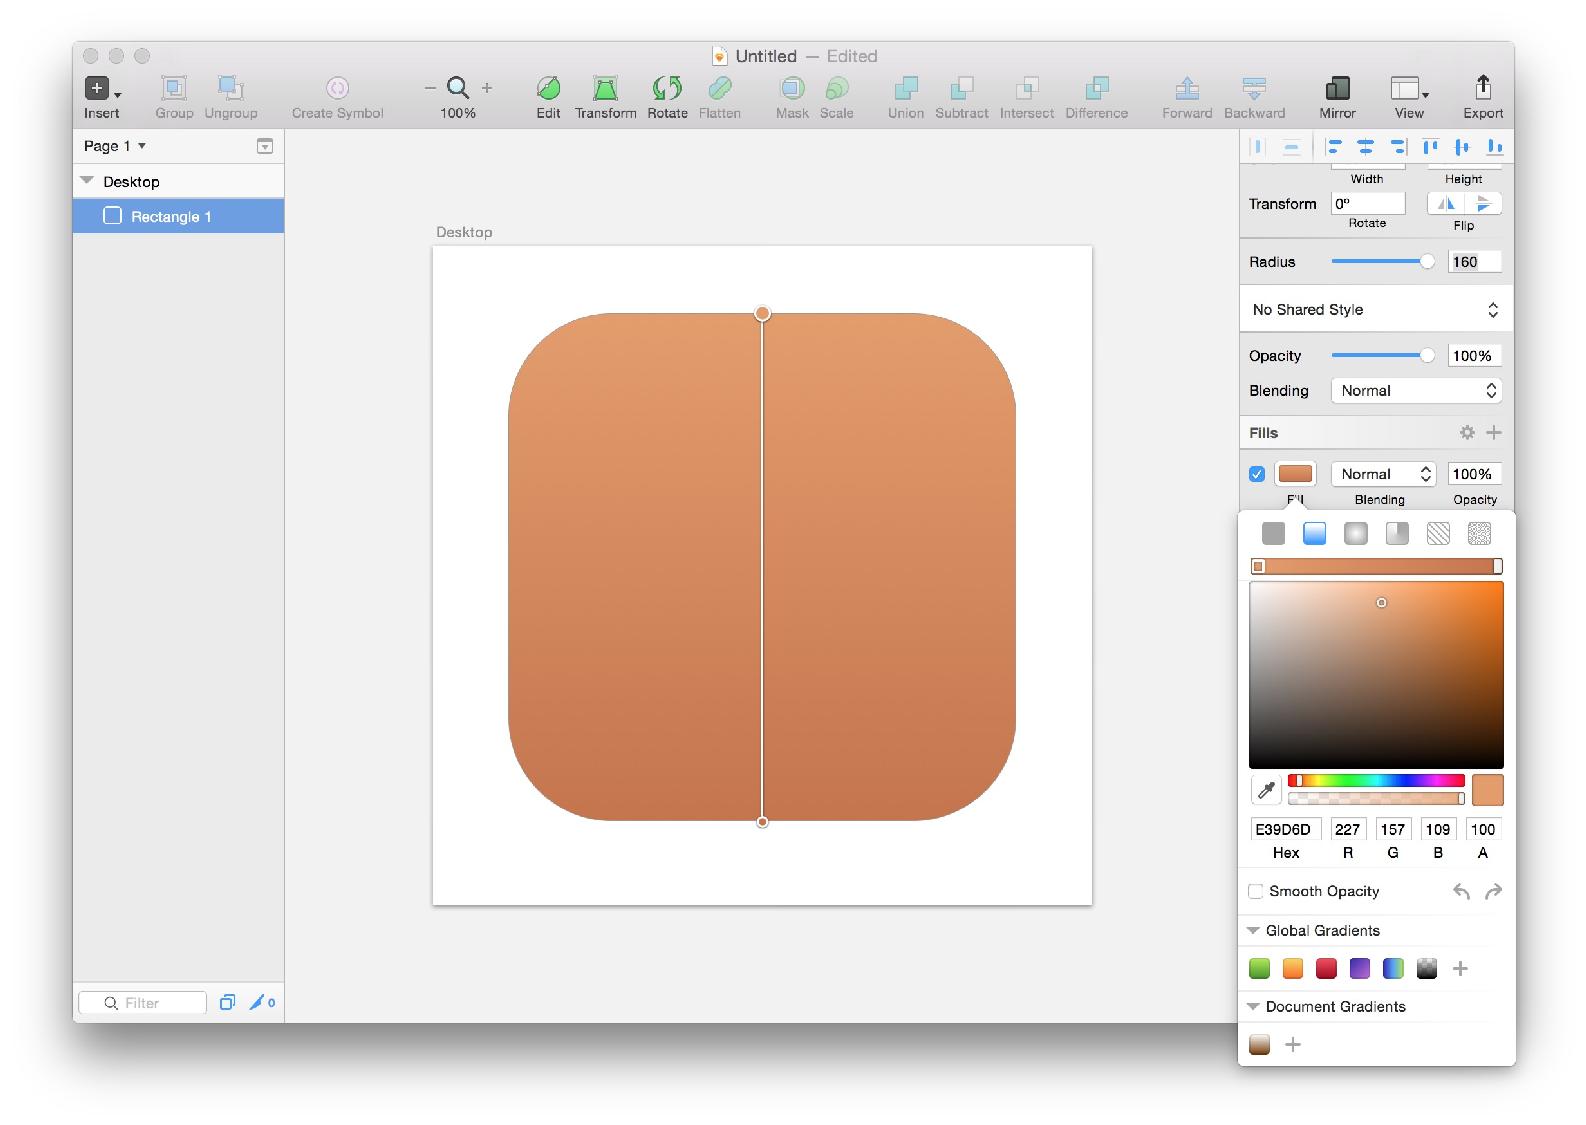 Untitled — Edited
Insert Group Ungroup Create Symbol 100% Edit Transform Rotate Flatten Mask Scale Union Subtract Intersect Difference Forward Backward Mirror View Export
Page 1
Desktop
Rectangle 1
Desktop
Width Height
Transform 0º
Rotate Flip
Radius 160
No Shared Style
Opacity 100%
Blending Normal
Fills
Normal 100%
Fill Blending Opacity
E39D6D 227 157 109 100
Hex R G B A
Smooth Opacity
Global Gradients
Document Gradients
Filter 0